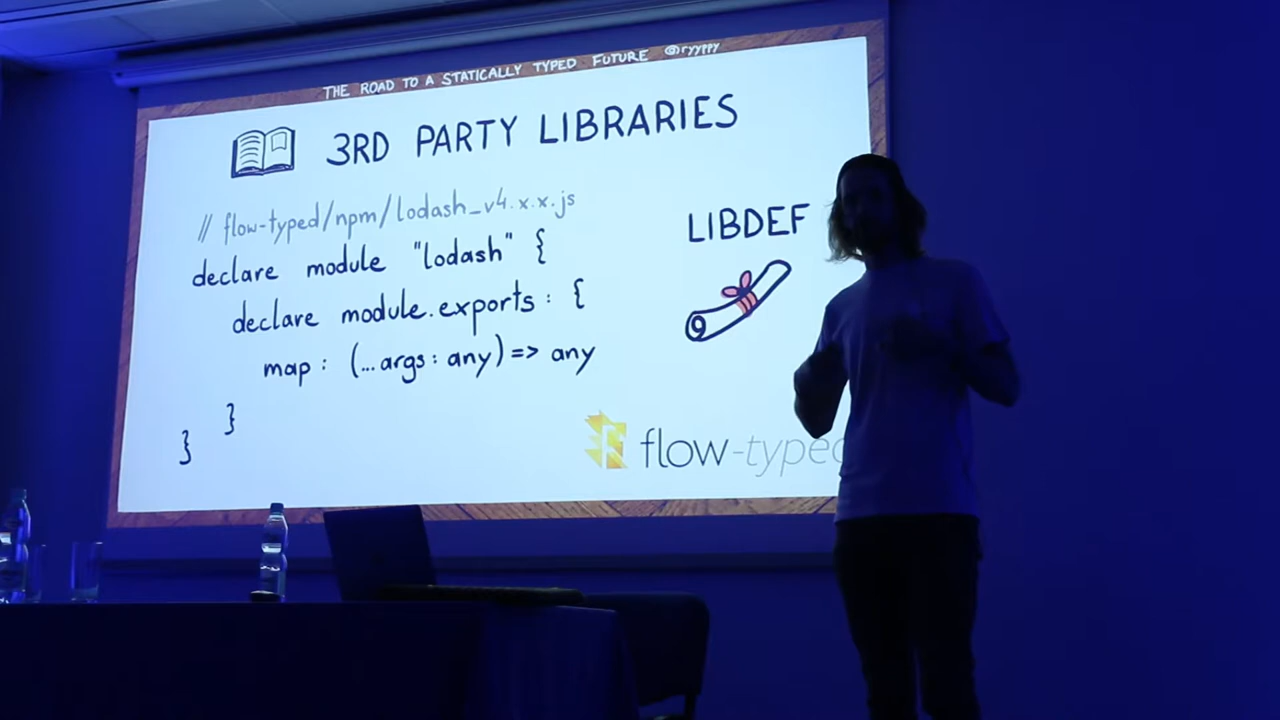 THE ROAD TO A STATICALLY TYPED FUTURE @ryyppy
3RD PARTY LIBRARIES
// flow-typed/npm/lodash_v4.x.x.js
declare module "lodash" {
declare module.exports: {
map: (...args: any) => any
}
}
LIBDEF
flow-typed